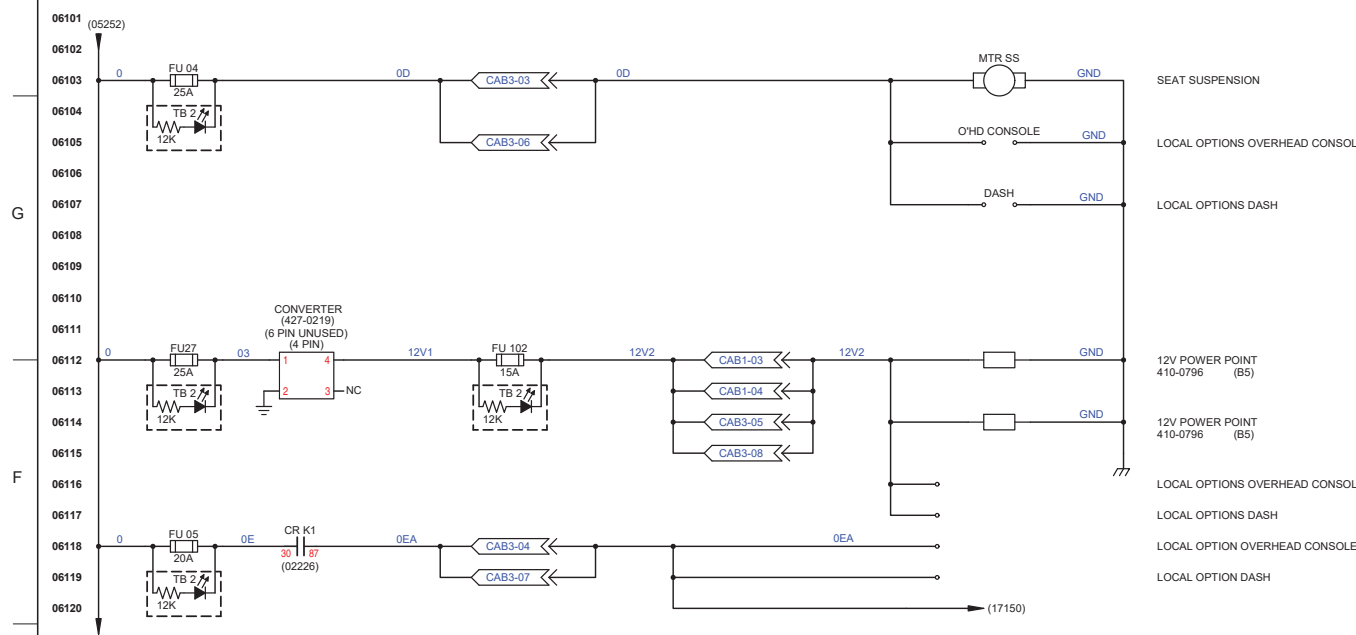 06101 (05252)
06102
06103 0 FU 04 25A 0D CAB3-03 0D MTR SS GND SEAT SUSPENSION
06104 TB 2 12K
06105 CAB3-06 O'HD CONSOLE GND LOCAL OPTIONS OVERHEAD CONSOL
06106
G 06107 DASH GND LOCAL OPTIONS DASH
06108
06109
06110
06111
CONVERTER
(427-0219)
(6 PIN UNUSED)
(4 PIN)
06112 0 FU27 25A 03 1 4 12V1 FU 102 15A 12V2 CAB1-03 12V2 GND 12V POWER POINT
410-0796 (B5)
06113 TB 2 12K 2 3 NC TB 2 12K CAB1-04
06114 CAB3-05 GND 12V POWER POINT
410-0796 (B5)
06115 CAB3-08
F 06116 LOCAL OPTIONS OVERHEAD CONSOL
06117 LOCAL OPTIONS DASH
06118 0 FU 05 20A 0E CR K1 30 87 (02226) 0EA CAB3-04 0EA LOCAL OPTION OVERHEAD CONSOLE
06119 TB 2 12K CAB3-07 LOCAL OPTION DASH
06120 (17150)